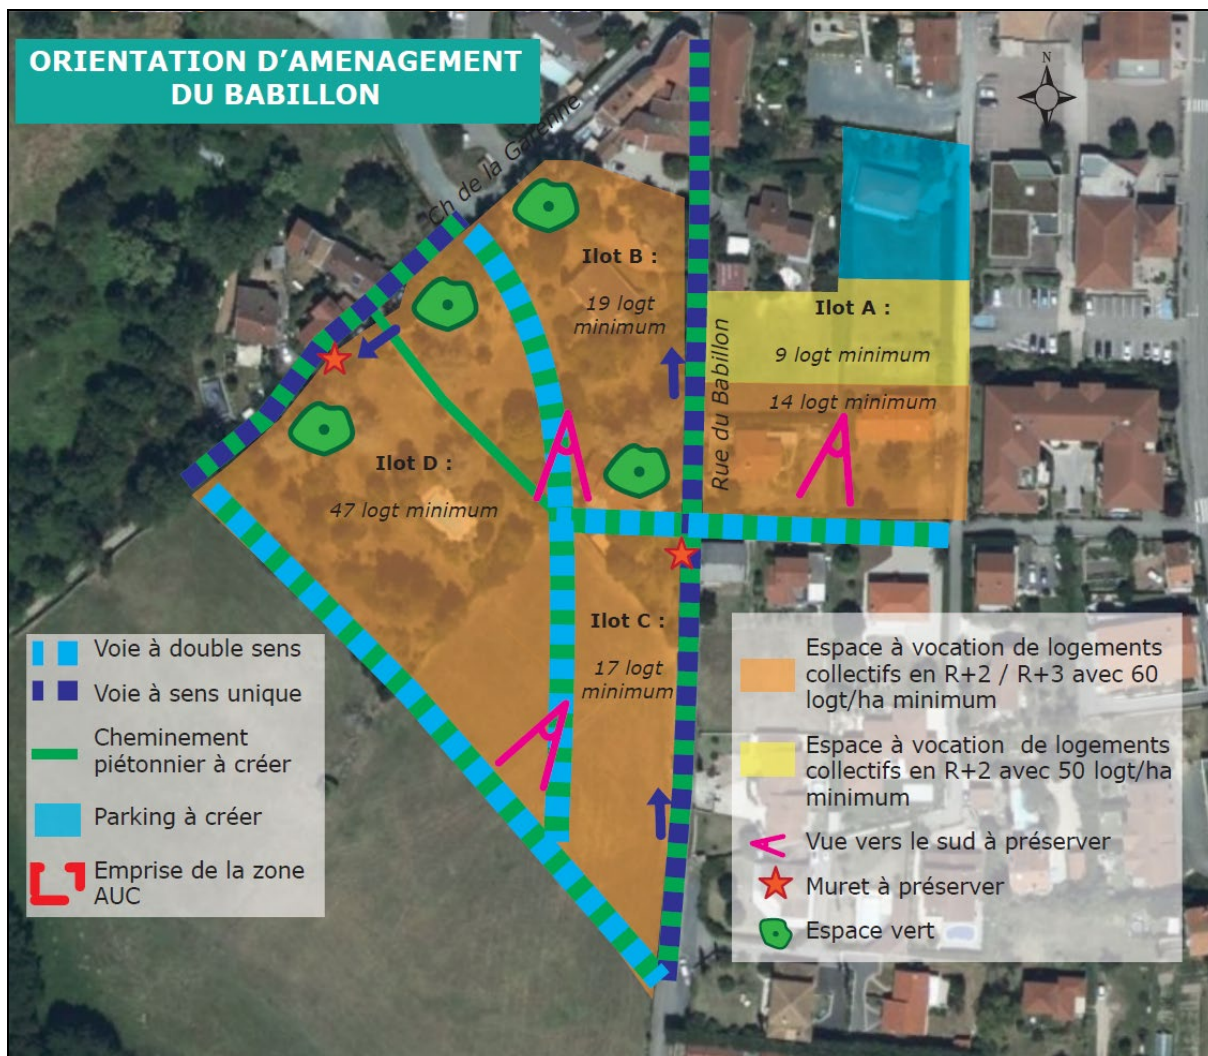 ORIENTATION D'AMENAGEMENT
DU BABILLON
N
Ch de la Garenne
Ilot B :
19 logt
minimum
Ilot A :
9 logt minimum
14 logt minimum
Rue du Babillon
Ilot D :
47 logt minimum
Ilot C :
17 logt
minimum
Voie à double sens
Voie à sens unique
Cheminement
piétonnier à créer
Parking à créer
Emprise de la zone
AUC
Espace à vocation de logements
collectifs en R+2 / R+3 avec 60
logt/ha minimum
Espace à vocation de logements
collectifs en R+2 avec 50 logt/ha
minimum
Vue vers le sud à préserver
Muret à préserver
Espace vert